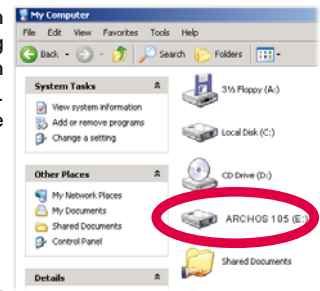 My Computer
File Edit View Favorites Tools Help
Back Search Folders
System Tasks
View system information
Add or remove programs
Change a setting
Other Places
My Network Places
My Documents
Shared Documents
Control Panel
Details
3½ Floppy (A:)
Local Disk (C:)
CD Drive (D:)
ARCHOS 105 (E:)
Shared Documents